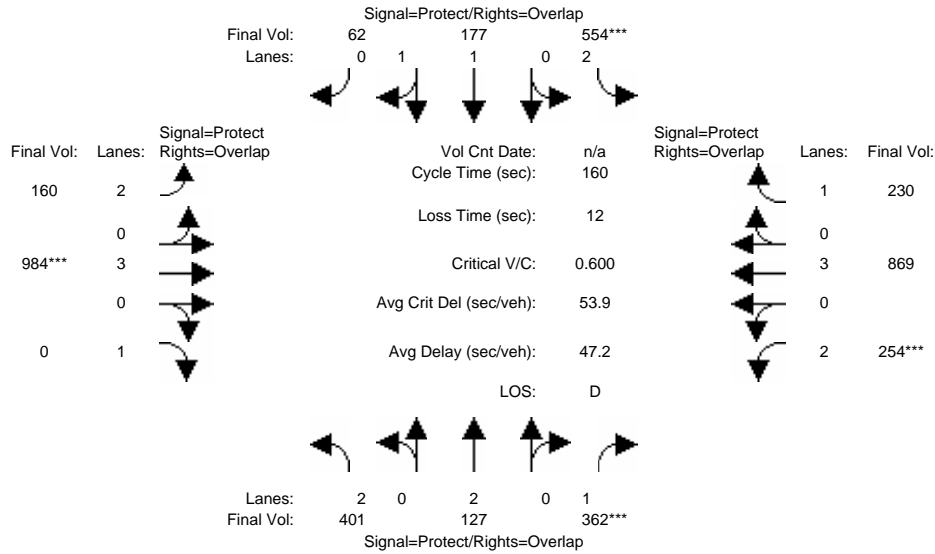 Signal=Protect/Rights=Overlap
Final Vol: 62 177 554***
Lanes: 0 1 1 0 2
Signal=Protect
Final Vol: Lanes: Rights=Overlap
Vol Cnt Date: n/a
Signal=Protect
Rights=Overlap Lanes: Final Vol:
Cycle Time (sec): 160
160 2
1 230
Loss Time (sec): 12
0
0
984*** 3
Critical V/C: 0.600
3 869
0
Avg Crit Del (sec/veh): 53.9
0
0 1
Avg Delay (sec/veh): 47.2
2 254***
LOS: D
Lanes: 2 0 2 0 1
Final Vol: 401 127 362***
Signal=Protect/Rights=Overlap